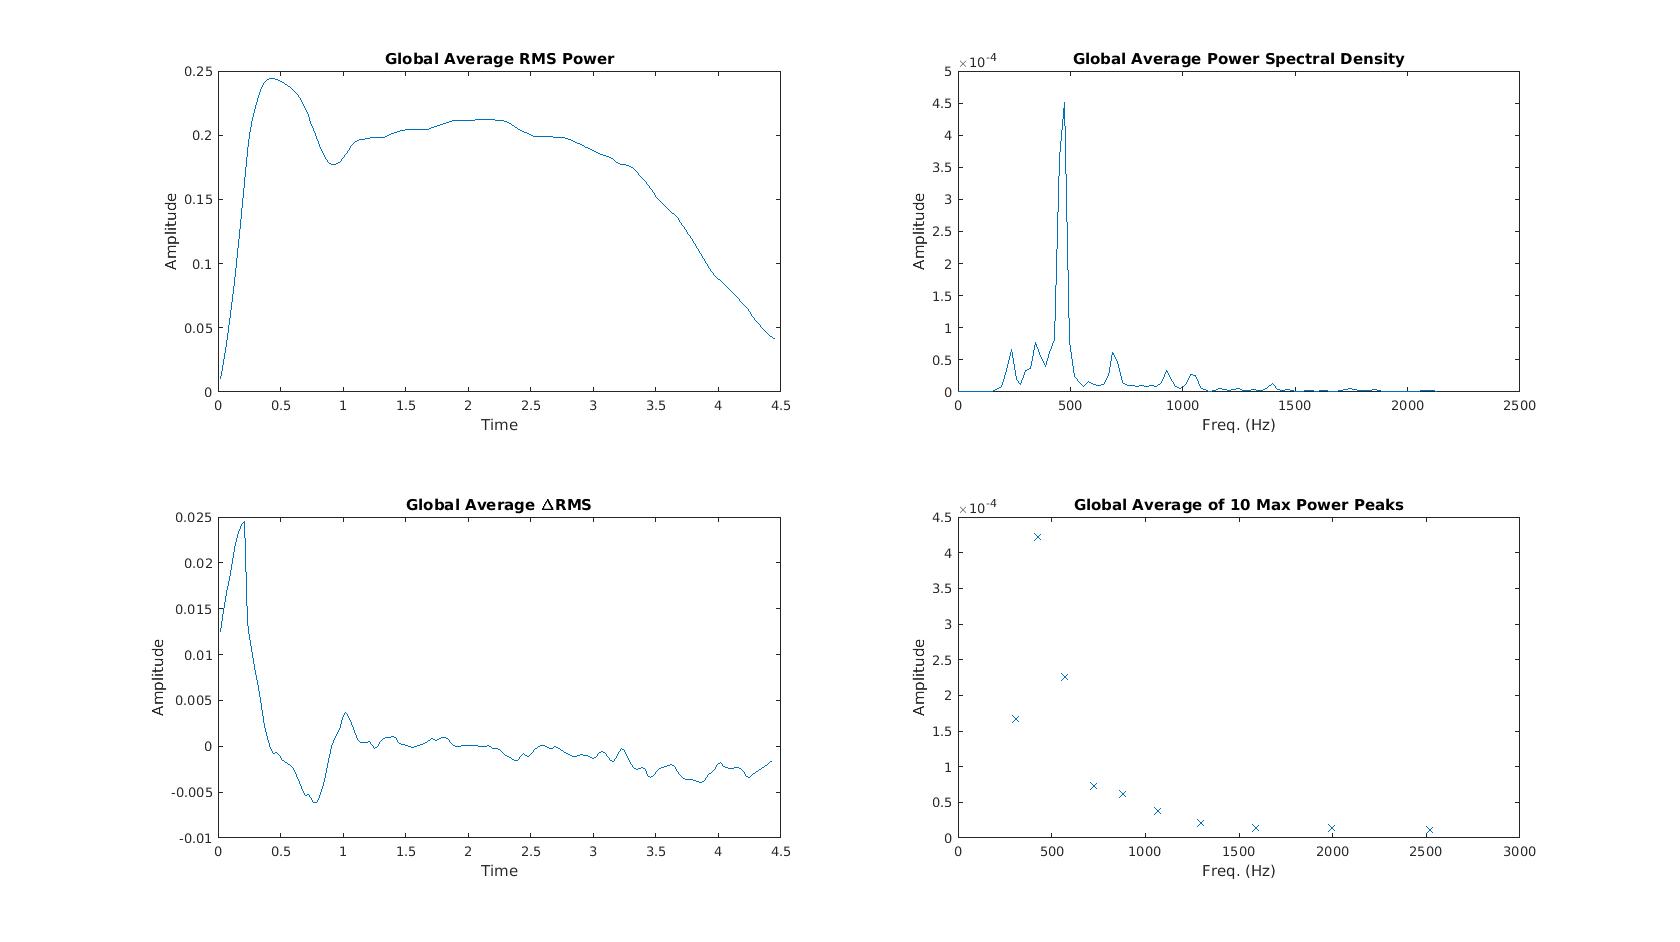 Global Average RMS Power
0.25
0.2
0.15
0.1
0.05
0
Amplitude
0 0.5 1 1.5 2 2.5 3 3.5 4 4.5
Time
Global Average Power Spectral Density
×10-4
5
4.5
4
3.5
3
2.5
2
1.5
1
0.5
0
Amplitude
0 500 1000 1500 2000 2500
Freq. (Hz)
Global Average ΔRMS
0.025
0.02
0.015
0.01
0.005
0
-0.005
-0.01
Amplitude
0 0.5 1 1.5 2 2.5 3 3.5 4 4.5
Time
Global Average of 10 Max Power Peaks
×10-4
4.5
4
3.5
3
2.5
2
1.5
1
0.5
0
Amplitude
0 500 1000 1500 2000 2500 3000
Freq. (Hz)